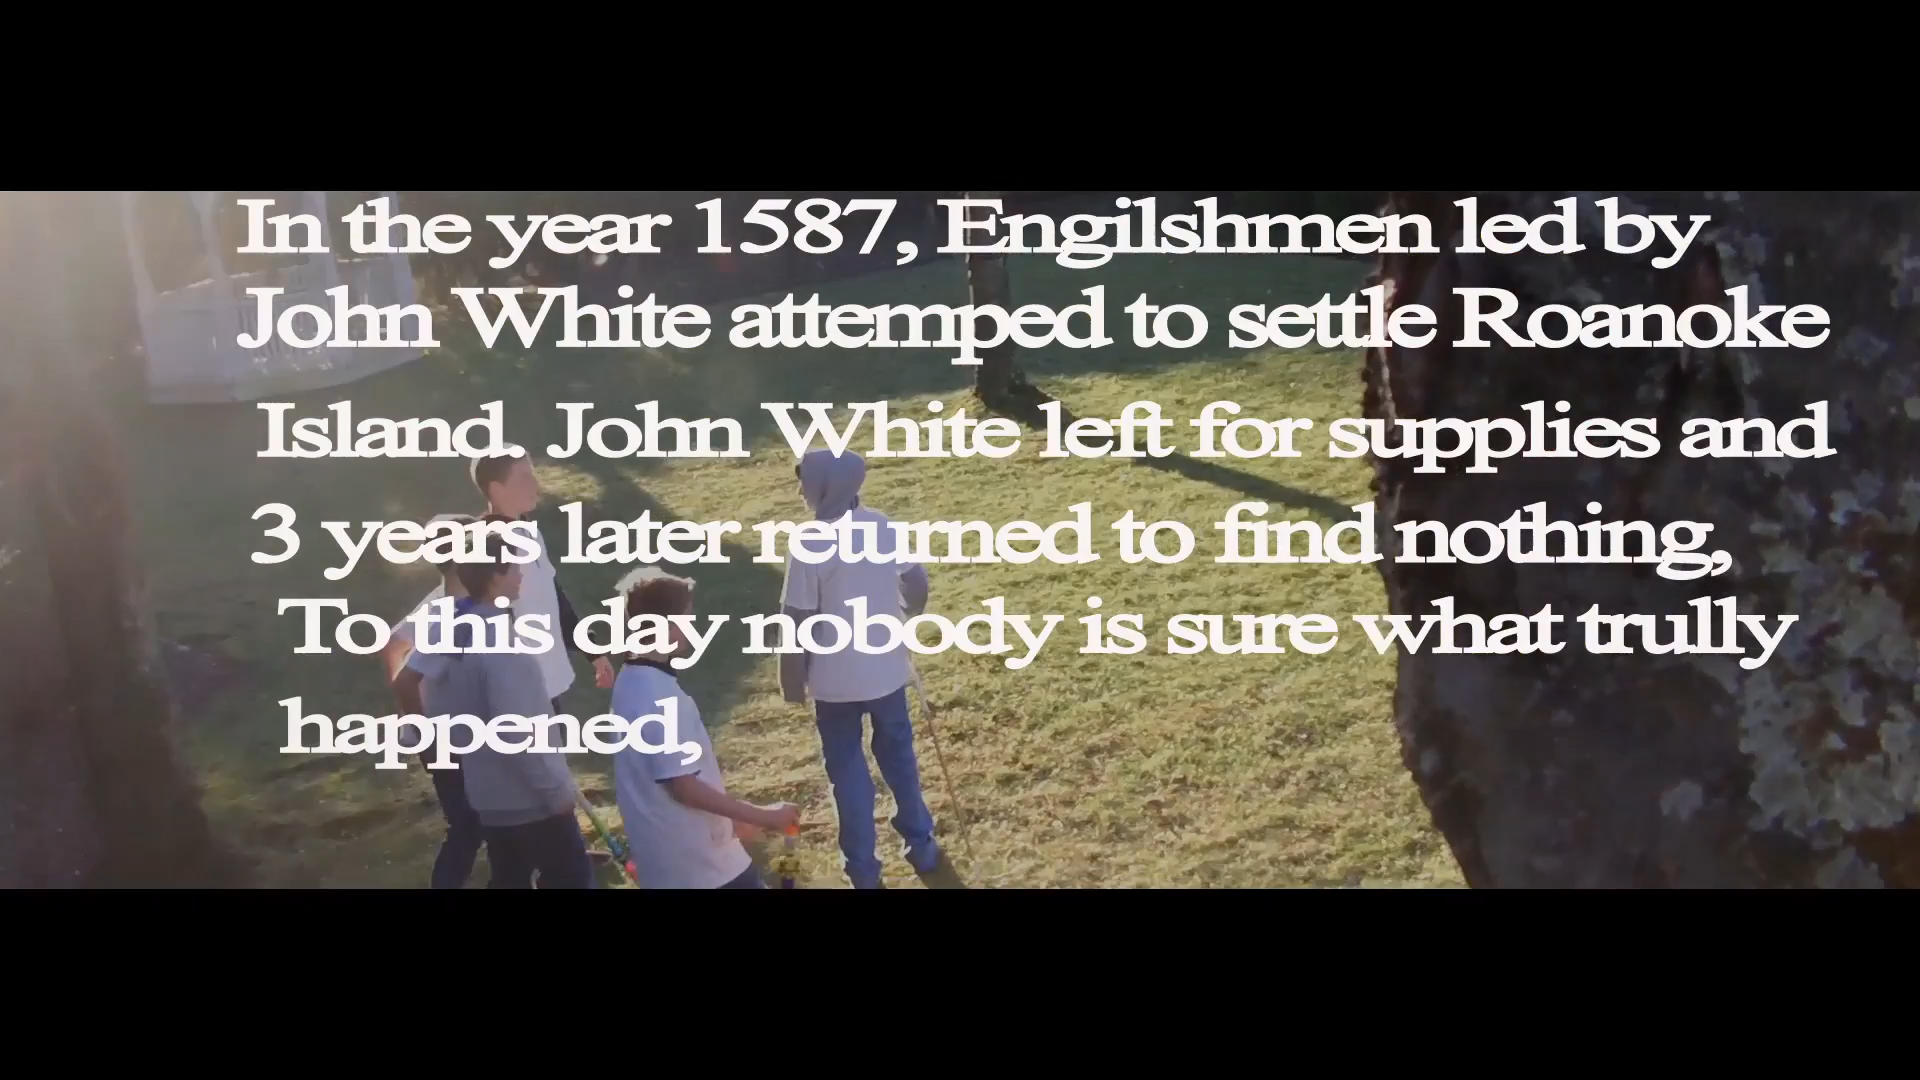 In the year 1587, Engilshmen led by
John White attemped to settle Roanoke
Island. John White left for supplies and
3 years later returned to find nothing,
To this day nobody is sure what trully
happened,